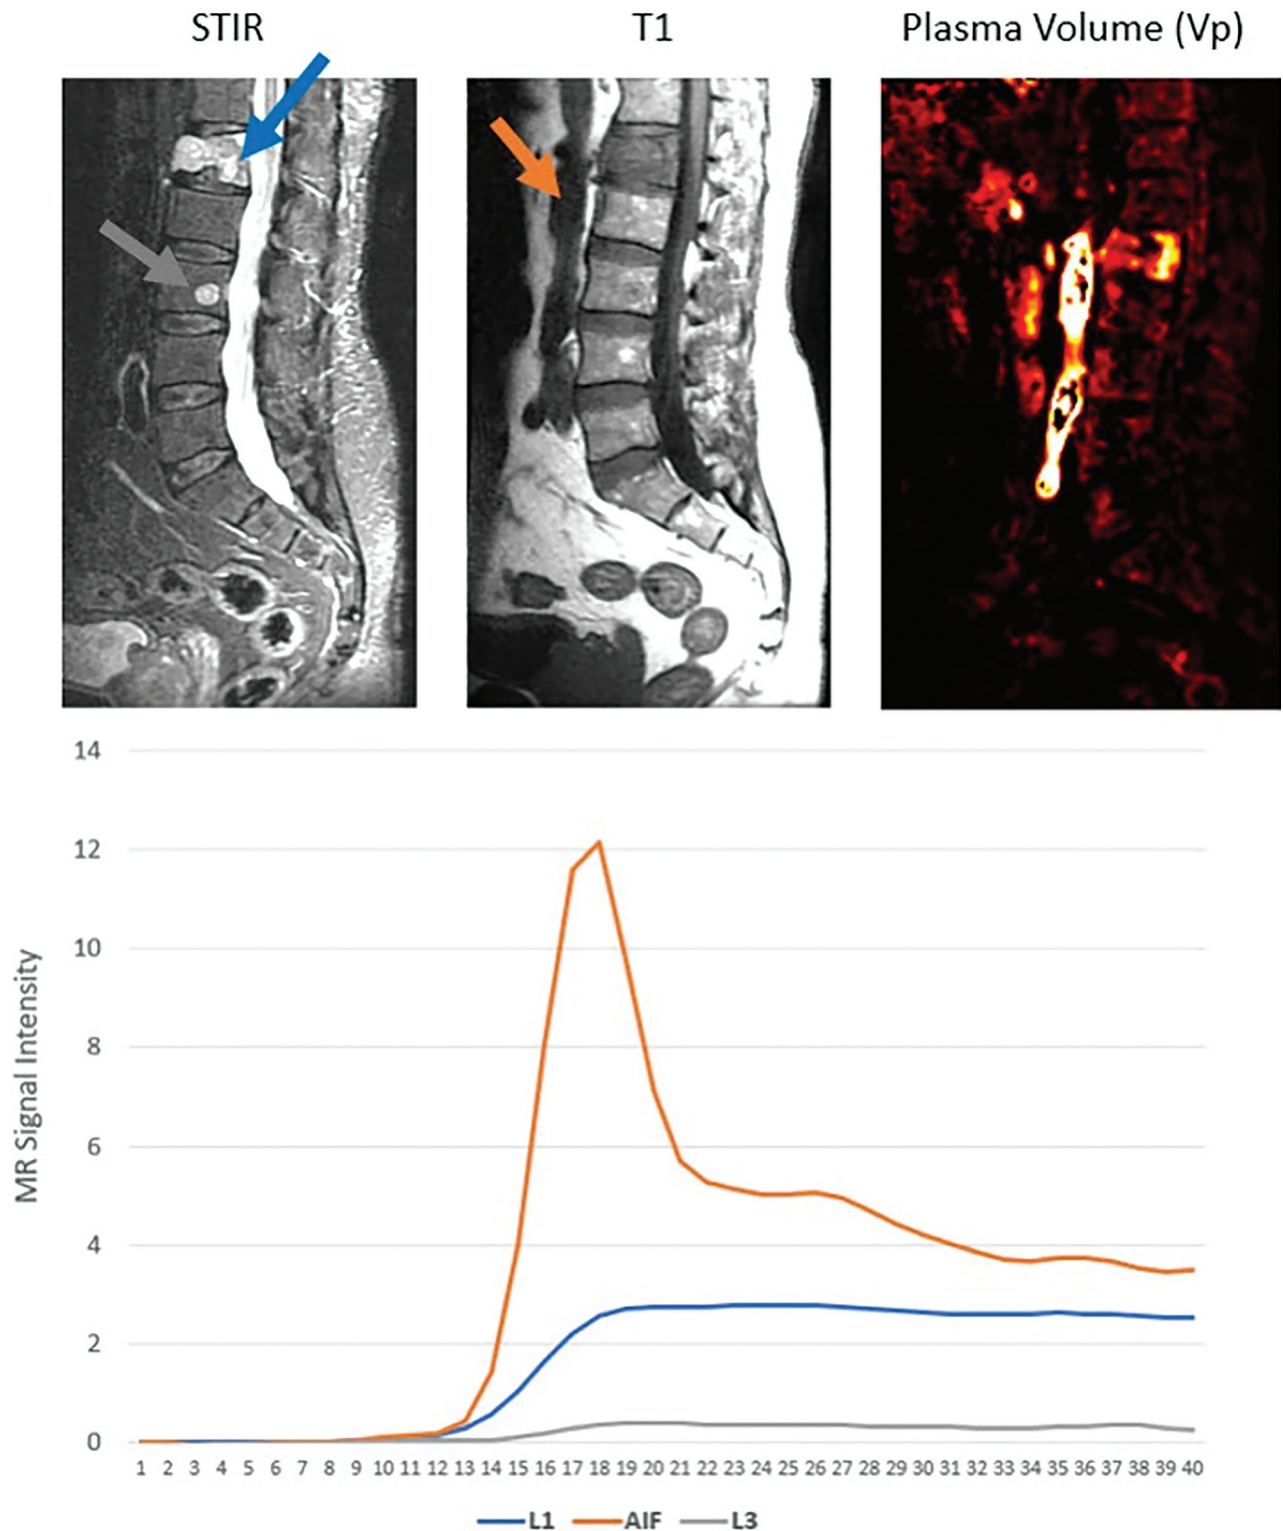 STIR
T1
Plasma Volume (Vp)
14
12
10
8
6
4
2
0
MR Signal Intensity
1 2 3 4 5 6 7 8 9 10 11 12 13 14 15 16 17 18 19 20 21 22 23 24 25 26 27 28 29 30 31 32 33 34 35 36 37 38 39 40
L1 AIF L3